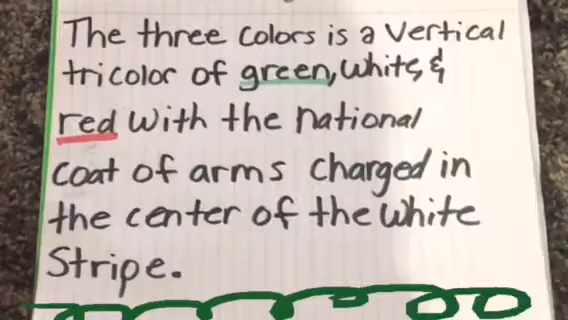 The three colors is a vertical
tricolor of green, white, &
red with the national
coat of arms charged in
the center of the white
Stripe.